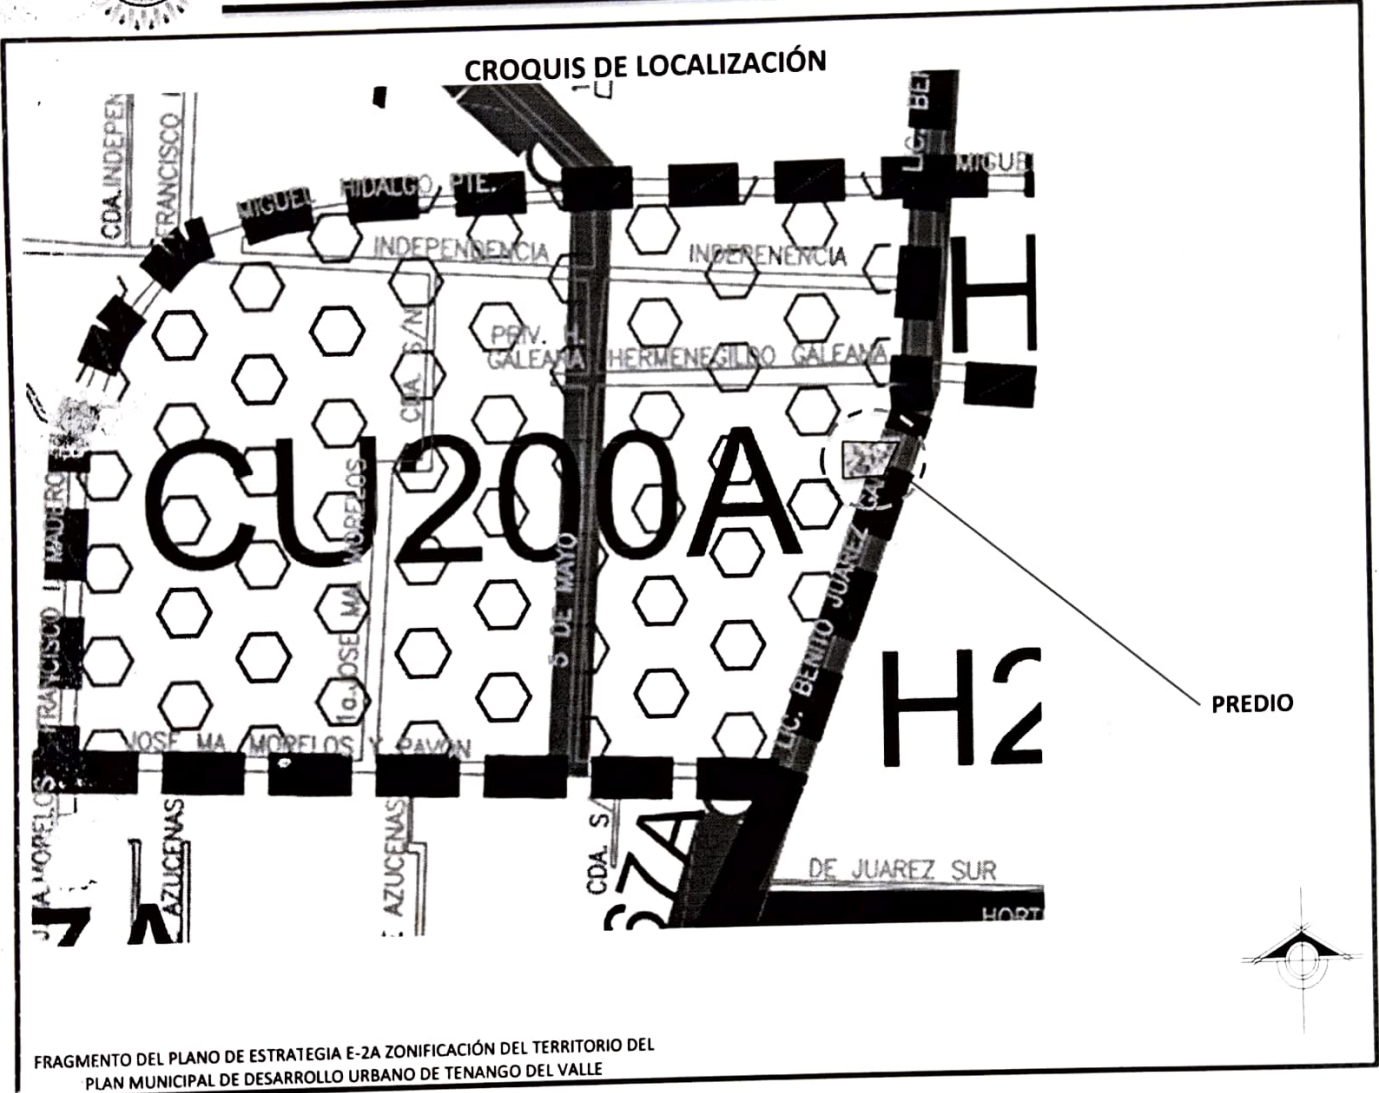 CROQUIS DE LOCALIZACIÓN
LIC. BEN
CDA.INDEPEN
FRANCISCO I
MIGUEL HIDALGO PTE.
MIGUE
INDEPENDENCIA
INDEPENENCIA
H
CDA. S/N
PRIV. H.
GALEANA
HERMENEGILDO GALEANA
CU200A
FRANCISCO I MADERO
1a.JOSE MA MORELOS
5 DE MAYO
LIC. BENITO JUAREZ GA
H2
PREDIO
JOSE MA MORELOS Y PAVON
MA.MORELOS
AZUCENAS
E AZUCENAS
CDA. S/
7A
DE JUAREZ SUR
HORT
FRAGMENTO DEL PLANO DE ESTRATEGIA E-2A ZONIFICACIÓN DEL TERRITORIO DEL
PLAN MUNICIPAL DE DESARROLLO URBANO DE TENANGO DEL VALLE